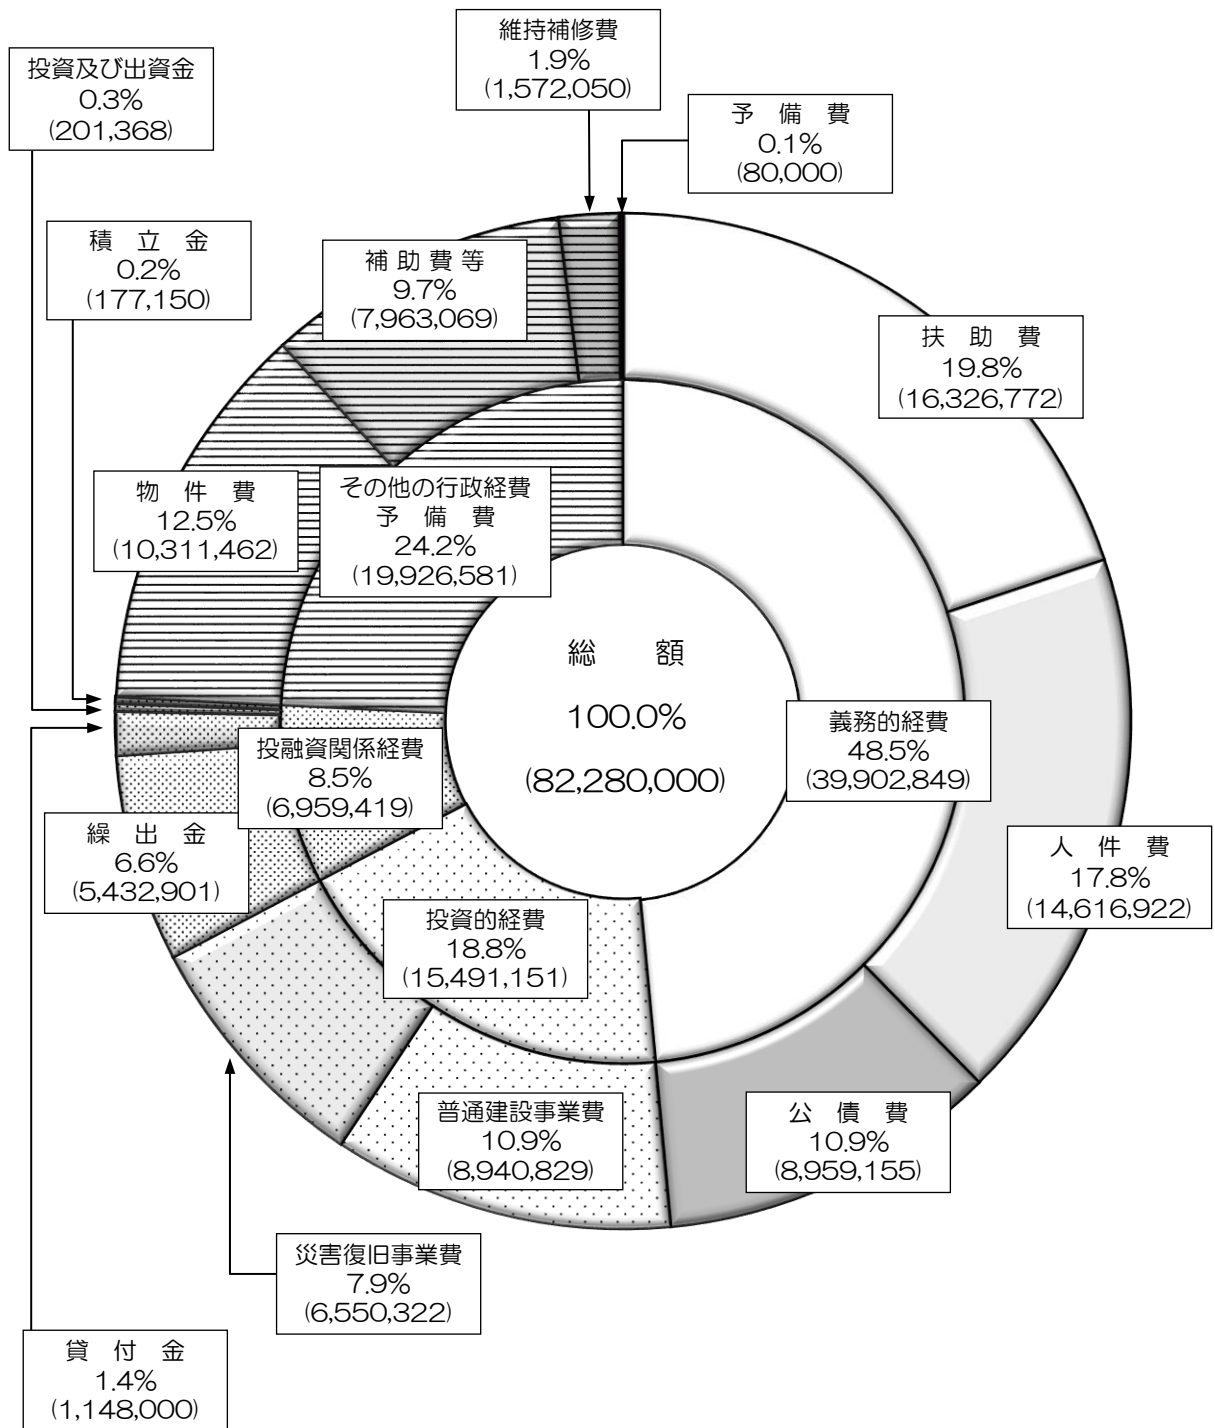 維持補修費
1.9%
(1,572,050)
投資及び出資金
0.3%
(201,368)
予 備 費
0.1%
(80,000)
積 立 金
0.2%
(177,150)
補 助 費 等
9.7%
(7,963,069)
扶 助 費
19.8%
(16,326,772)
物 件 費
12.5%
(10,311,462)
その他の行政経費
予 備 費
24.2%
(19,926,581)
総 額
100.0%
(82,280,000)
義務的経費
48.5%
(39,902,849)
投融資関係経費
8.5%
(6,959,419)
繰 出 金
6.6%
(5,432,901)
人 件 費
17.8%
(14,616,922)
投資的経費
18.8%
(15,491,151)
普通建設事業費
10.9%
(8,940,829)
公 債 費
10.9%
(8,959,155)
災害復旧事業費
7.9%
(6,550,322)
貸 付 金
1.4%
(1,148,000)